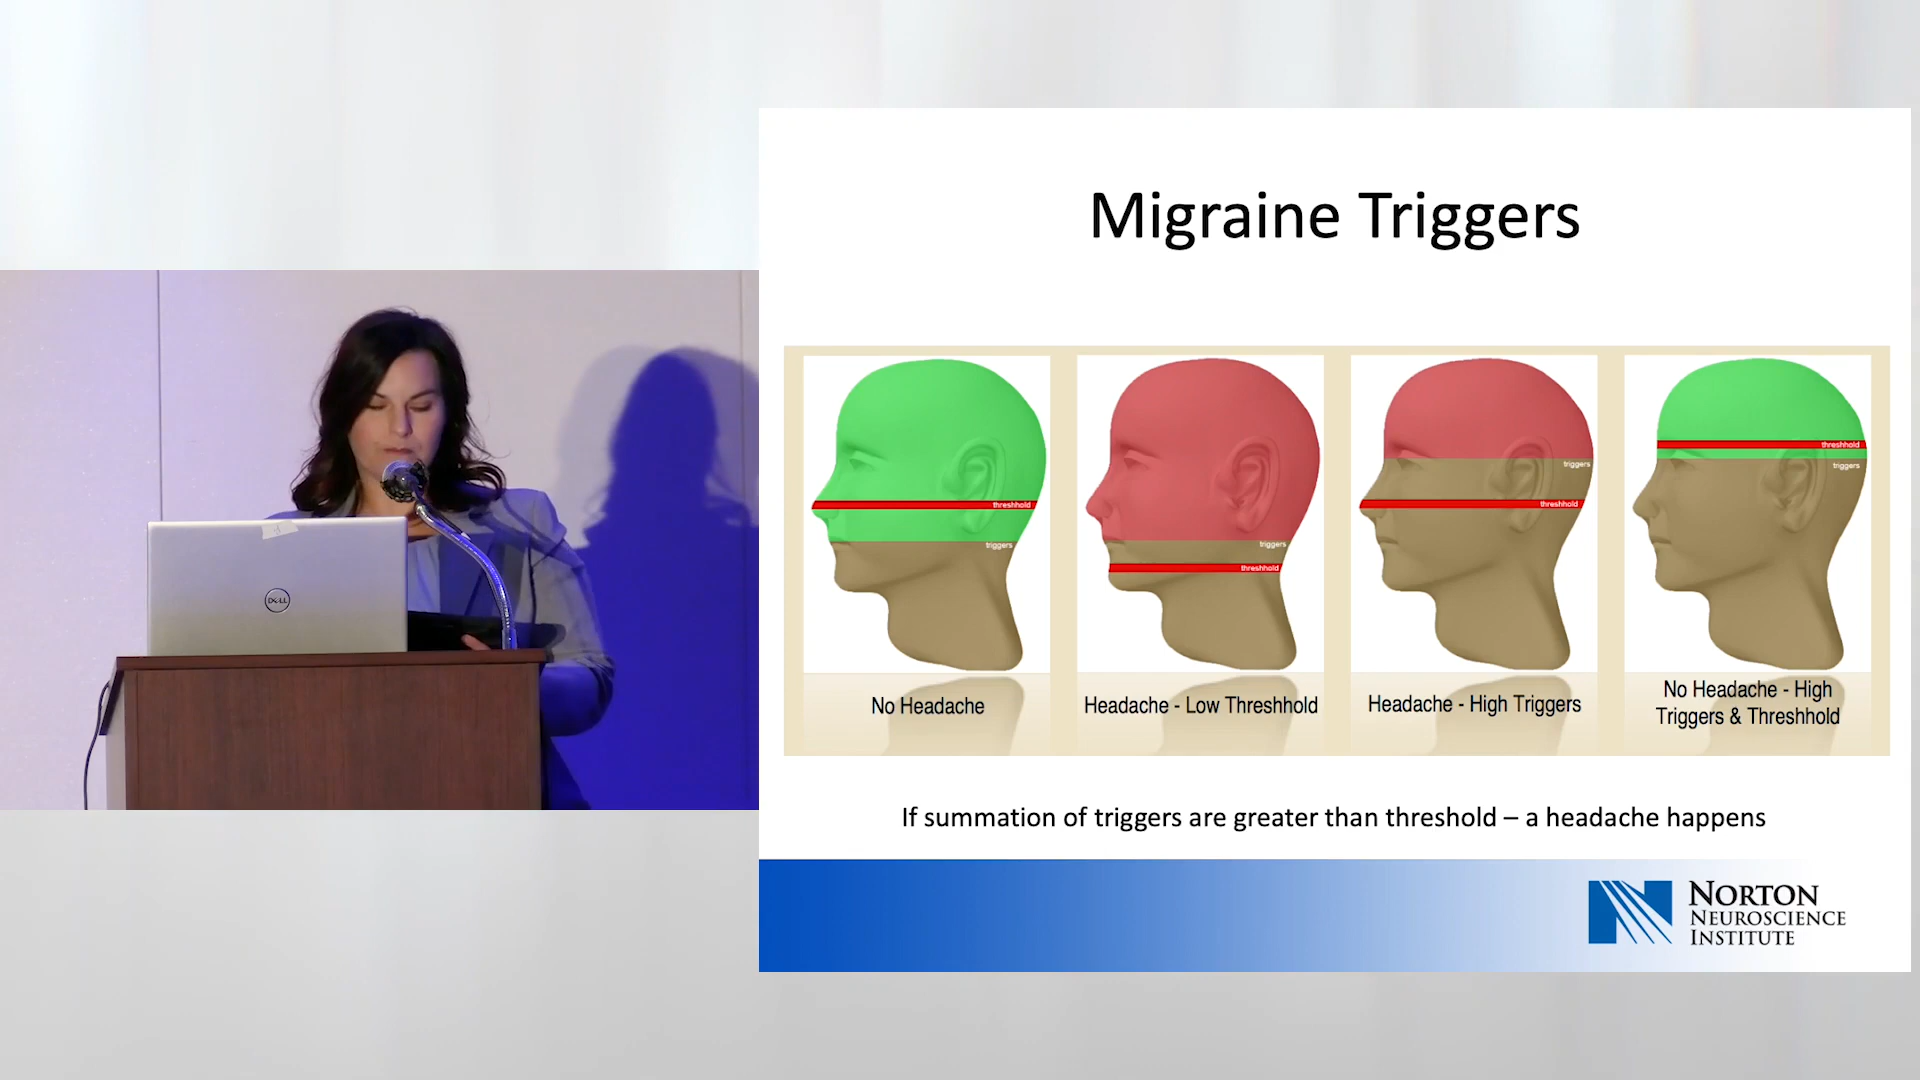 Migraine Triggers
threshhold
triggers
triggers
threshhold
triggers
threshhold
threshhold
triggers
No Headache
Headache - Low Threshhold
Headache - High Triggers
No Headache - High
Triggers & Threshhold
If summation of triggers are greater than threshold – a headache happens
DELL
NORTON
NEUROSCIENCE
INSTITUTE